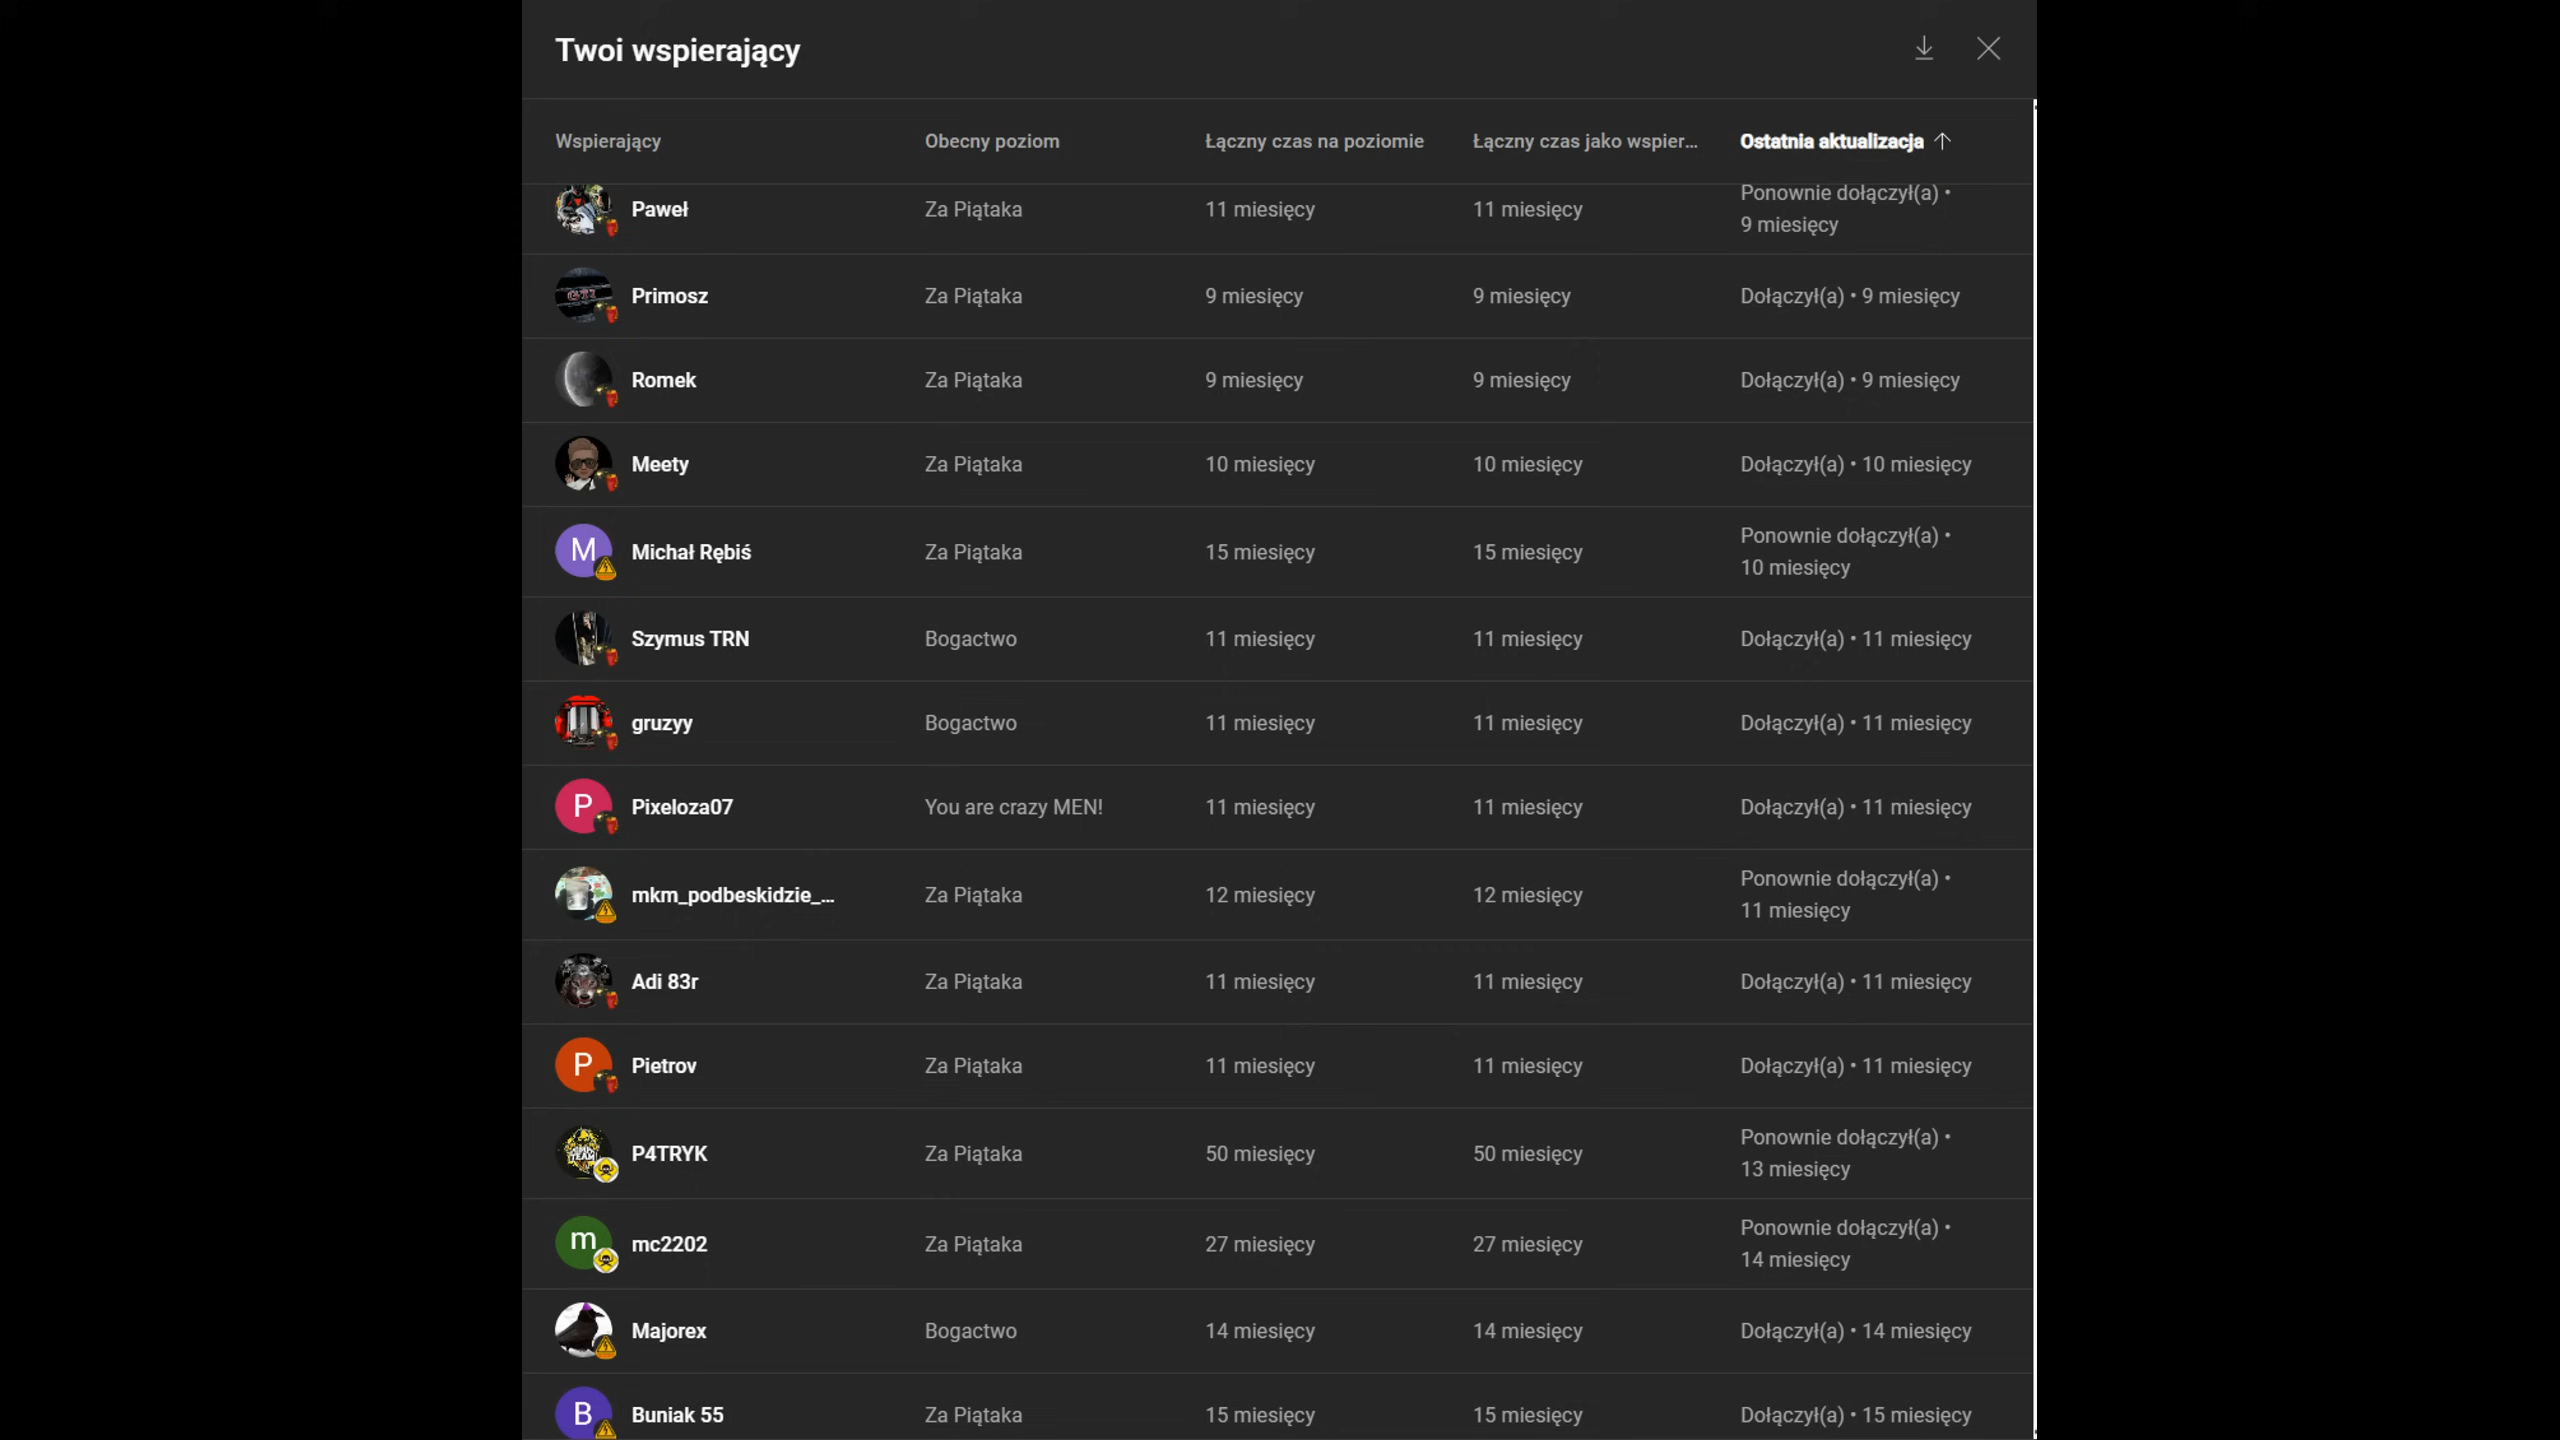 Twoi wspierający
Wspierający Obecny poziom Łączny czas na poziomie Łączny czas jako wspier... Ostatnia aktualizacja
Paweł Za Piątaka 11 miesięcy 11 miesięcy Ponownie dołączył(a) •
9 miesięcy
Primosz Za Piątaka 9 miesięcy 9 miesięcy Dołączył(a) • 9 miesięcy
Romek Za Piątaka 9 miesięcy 9 miesięcy Dołączył(a) • 9 miesięcy
Meety Za Piątaka 10 miesięcy 10 miesięcy Dołączył(a) • 10 miesięcy
M Michał Rębiś Za Piątaka 15 miesięcy 15 miesięcy Ponownie dołączył(a) •
10 miesięcy
Szymus TRN Bogactwo 11 miesięcy 11 miesięcy Dołączył(a) • 11 miesięcy
gruzyy Bogactwo 11 miesięcy 11 miesięcy Dołączył(a) • 11 miesięcy
P Pixeloza07 You are crazy MEN! 11 miesięcy 11 miesięcy Dołączył(a) • 11 miesięcy
mkm_podbeskidzie_... Za Piątaka 12 miesięcy 12 miesięcy Ponownie dołączył(a) •
11 miesięcy
Adi 83r Za Piątaka 11 miesięcy 11 miesięcy Dołączył(a) • 11 miesięcy
P Pietrov Za Piątaka 11 miesięcy 11 miesięcy Dołączył(a) • 11 miesięcy
P4TRYK Za Piątaka 50 miesięcy 50 miesięcy Ponownie dołączył(a) •
13 miesięcy
m mc2202 Za Piątaka 27 miesięcy 27 miesięcy Ponownie dołączył(a) •
14 miesięcy
Majorex Bogactwo 14 miesięcy 14 miesięcy Dołączył(a) • 14 miesięcy
B Buniak 55 Za Piątaka 15 miesięcy 15 miesięcy Dołączył(a) • 15 miesięcy